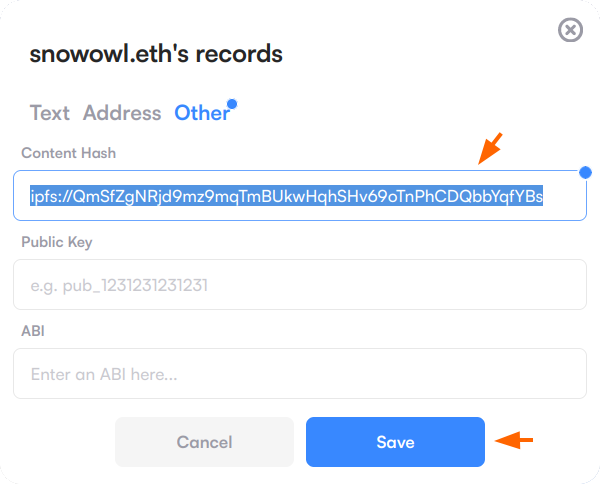 snowowl.eth's records
Text Address Other
Content Hash
ipfs://QmSfZgNRjd9mz9mqTmBUkwHqhSHv69oTnPhCDQbbYqfYBs
Public Key
e.g. pub_1231231231231
ABI
Enter an ABI here...
Cancel Save